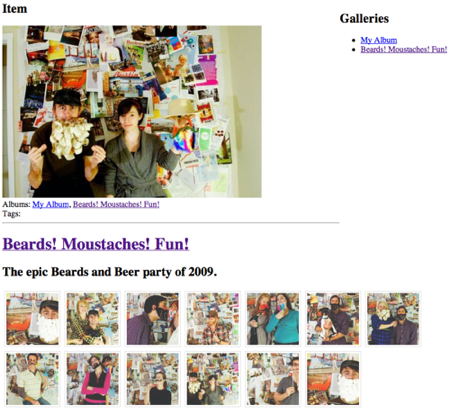 Item
Galleries
My Album
Beards! Moustaches! Fun!
Albums: My Album, Beards! Moustaches! Fun!
Tags:
Beards! Moustaches! Fun!
The epic Beards and Beer party of 2009.